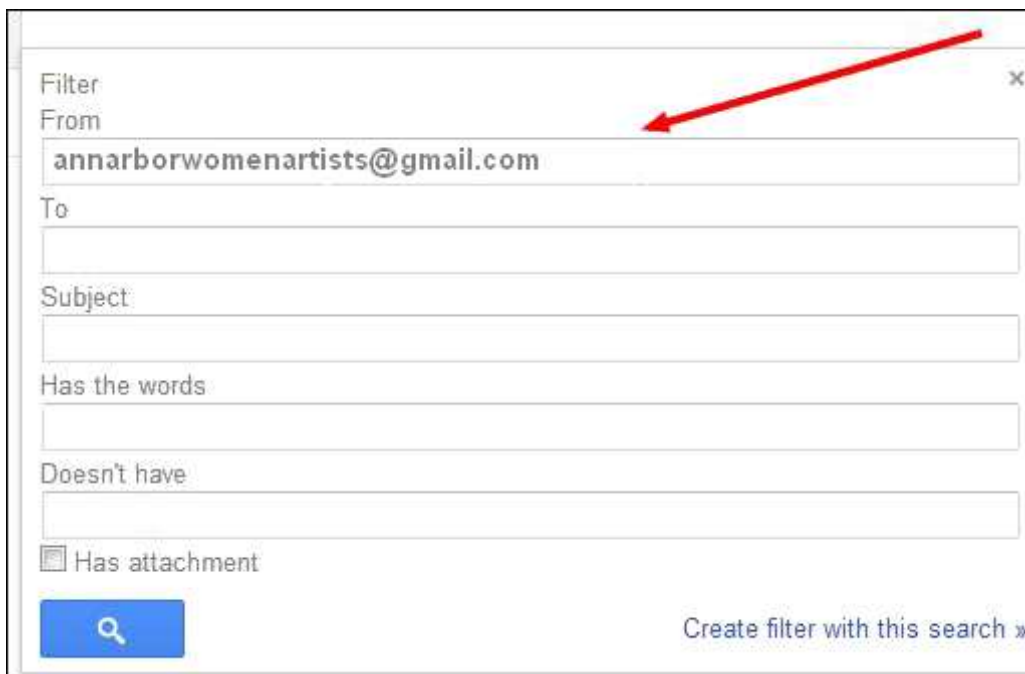 Filter
×
From
annarborwomenartists@gmail.com
To
Subject
Has the words
Doesn't have
Has attachment
Create filter with this search »